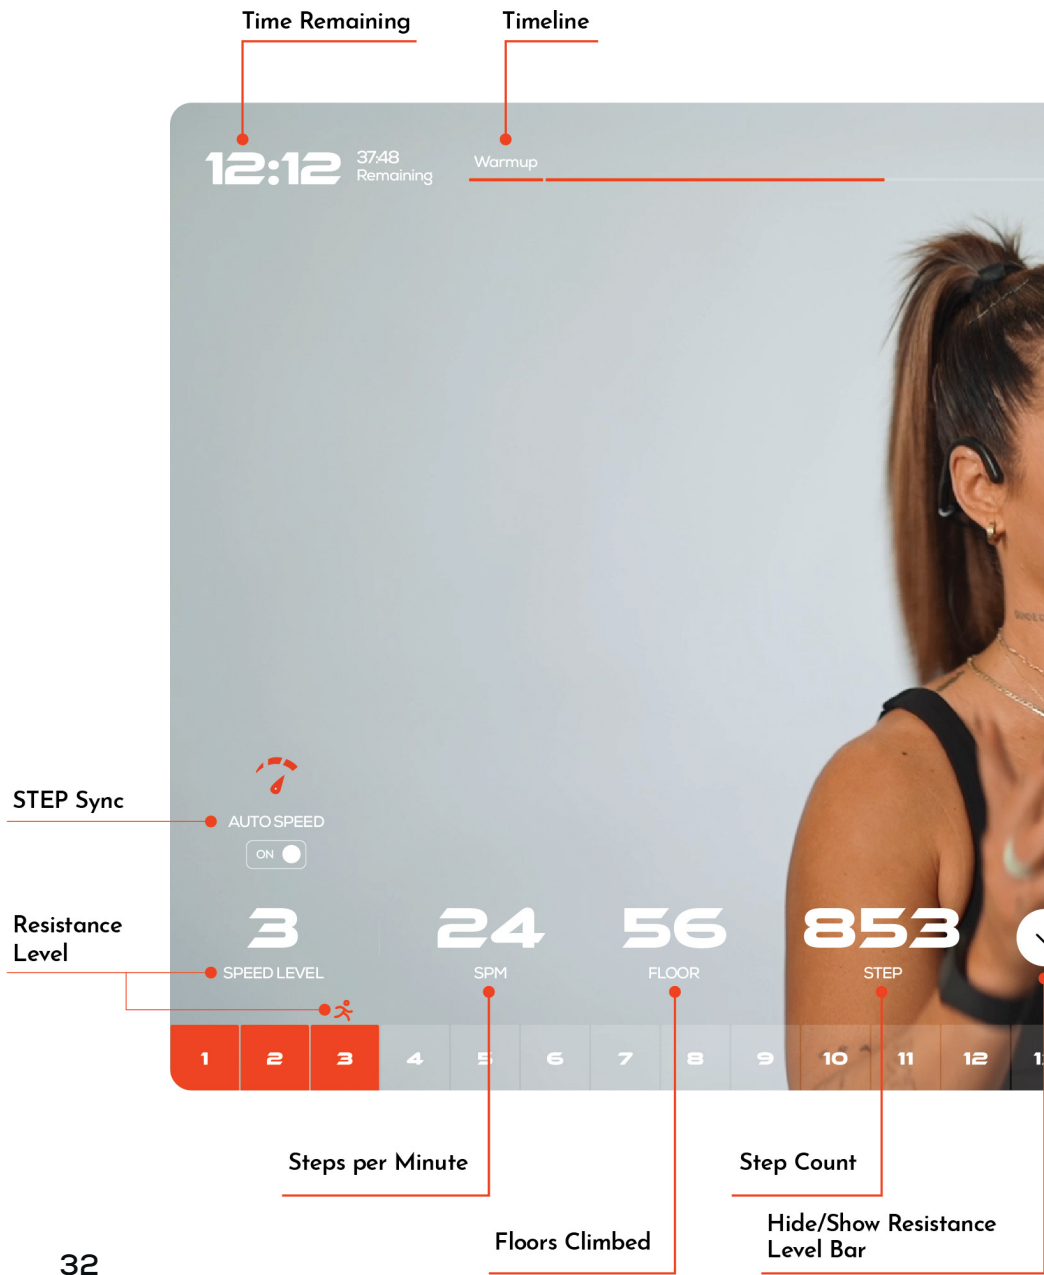 Time Remaining
Timeline
12:12
37:48
Remaining
Warmup
STEP Sync
AUTO SPEED
ON
Resistance
Level
3
24
56
853
SPEED LEVEL
SPM
FLOOR
STEP
1 2 3 4 5 6 7 8 9 10 11 12
Steps per Minute
Step Count
Floors Climbed
Hide/Show Resistance
Level Bar
32